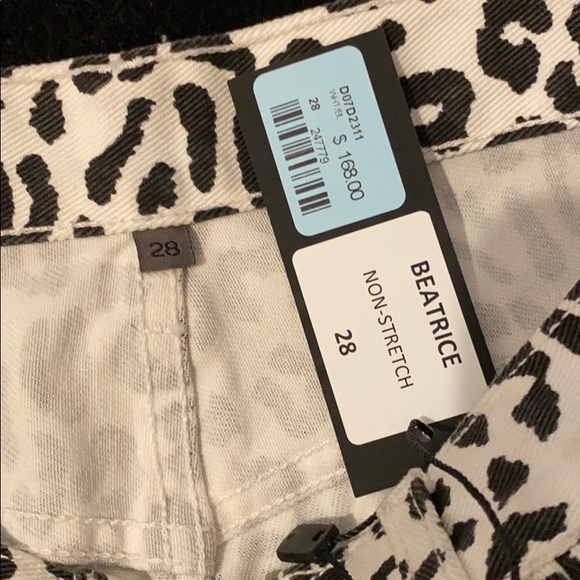 D07D2311
WHT/BL
28 247779
$ 168.00
BEATRICE
NON-STRETCH
28
28